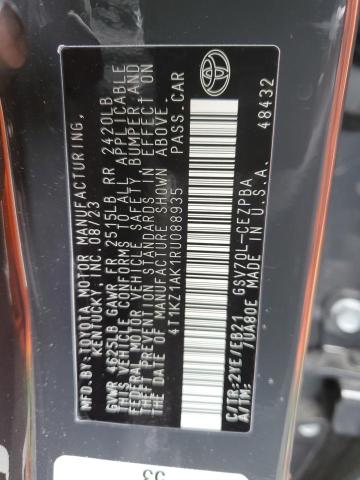 MFD.BY:TOYOTA MOTOR MANUFACTURING,
KENTUCKY, INC. 08/23
GVWR 4625LB GAWR FR 2515LB RR 2420LB
THIS VEHICLE CONFORMS TO ALL APPLICABLE
FEDERAL MOTOR VEHICLE SAFETY, BUMPER, AND
THEFT PREVENTION STANDARDS IN EFFECT ON
THE DATE OF MANUFACTURE SHOWN ABOVE.
4T1KZ1AK1RU088935 PASS. CAR
C/TR:2YE/EB21 GSV70L-CEZPBA
A/TM: 7UA80E MADE IN U.S.A.
48432